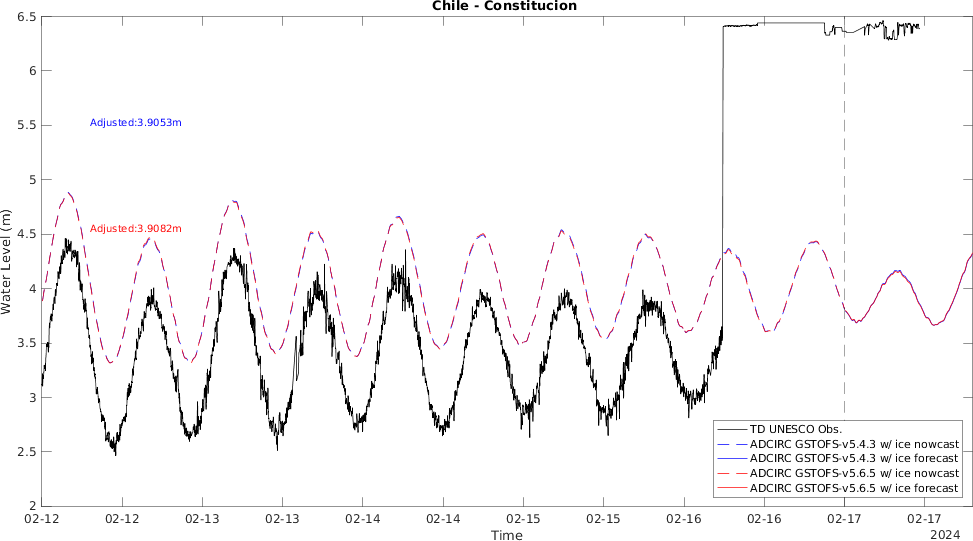 Chile - Constitucion
6.5
6
5.5
5
4.5
4
3.5
3
2.5
2
Water Level (m)
Adjusted:3.9053m
Adjusted:3.9082m
TD UNESCO Obs.
ADCIRC GSTOFS-v5.4.3 w/ ice nowcast
ADCIRC GSTOFS-v5.4.3 w/ ice forecast
ADCIRC GSTOFS-v5.6.5 w/ ice nowcast
ADCIRC GSTOFS-v5.6.5 w/ ice forecast
02-12 02-12 02-13 02-13 02-14 02-14 02-15 02-15 02-16 02-16 02-17 02-17
Time
2024